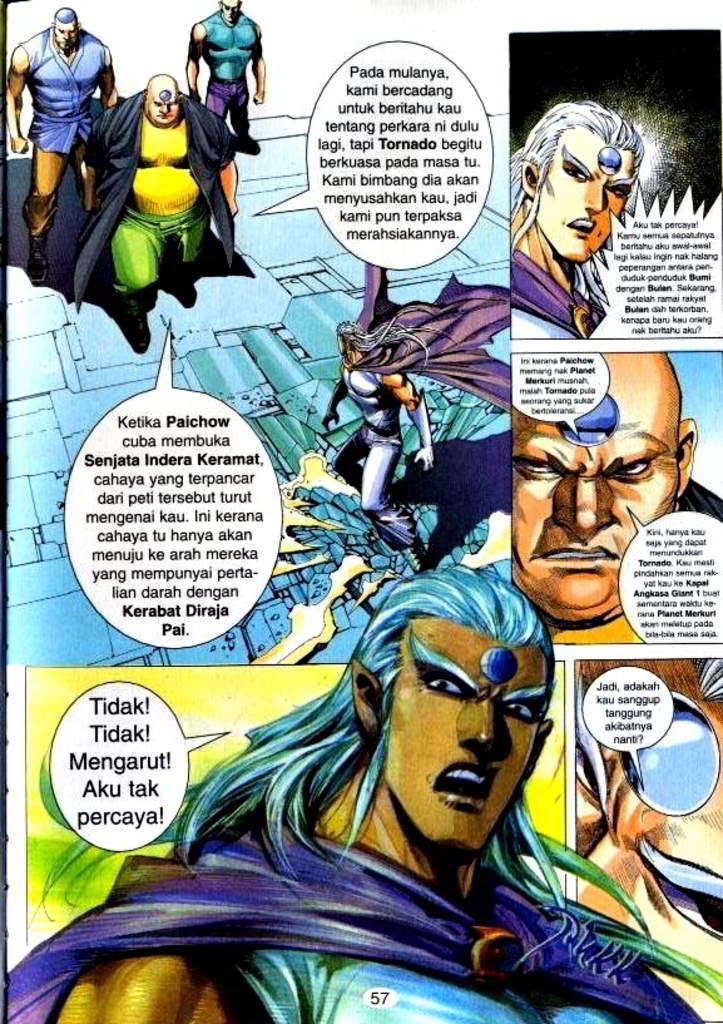 Pada mulanya,
kami bercadang
untuk beritahu kau
tentang perkara ni dulu
lagi, tapi Tornado begitu
berkuasa pada masa tu.
Kami bimbang dia akan
menyusahkan kau, jadi
kami pun terpaksa
merahsiakannya.
Ketika Paichow
cuba membuka
Senjata Indera Keramat,
cahaya yang terpancar
dari peti tersebut turut
mengenai kau. Ini kerana
cahaya tu hanya akan
menuju ke arah mereka
yang mempunyai perta-
lian darah dengan
Kerabat Diraja
Pai.
Aku tak percaya!
Kamu semua sepatutnya
beritahu aku awal-awal
lagi kalau ingin nak halang
peperangan antara pen-
duduk-penduduk Bumi
dengan Bulan. Sekarang,
setelah ramai rakyat
Bulan dah terkorban,
kenapa baru kau orang
nak beritahu aku?
Ini kerana Paichow
memang nak Planet
Merkuri musnah,
malah Tornado pula
seorang yang sukar
bertoleransi...
Kini, hanya kau
saja yang dapat
menundukkan
Tornado. Kau mesti
pindahkan semua rak-
yat kau ke Kapal
Angkasa Giant 1 buat
sementara waktu ke-
rana Planet Merkuri
akan meletup pada
bila-bila masa saja.
Tidak!
Tidak!
Mengarut!
Aku tak
percaya!
Jadi, adakah
kau sanggup
tanggung
akibatnya
nanti?
57